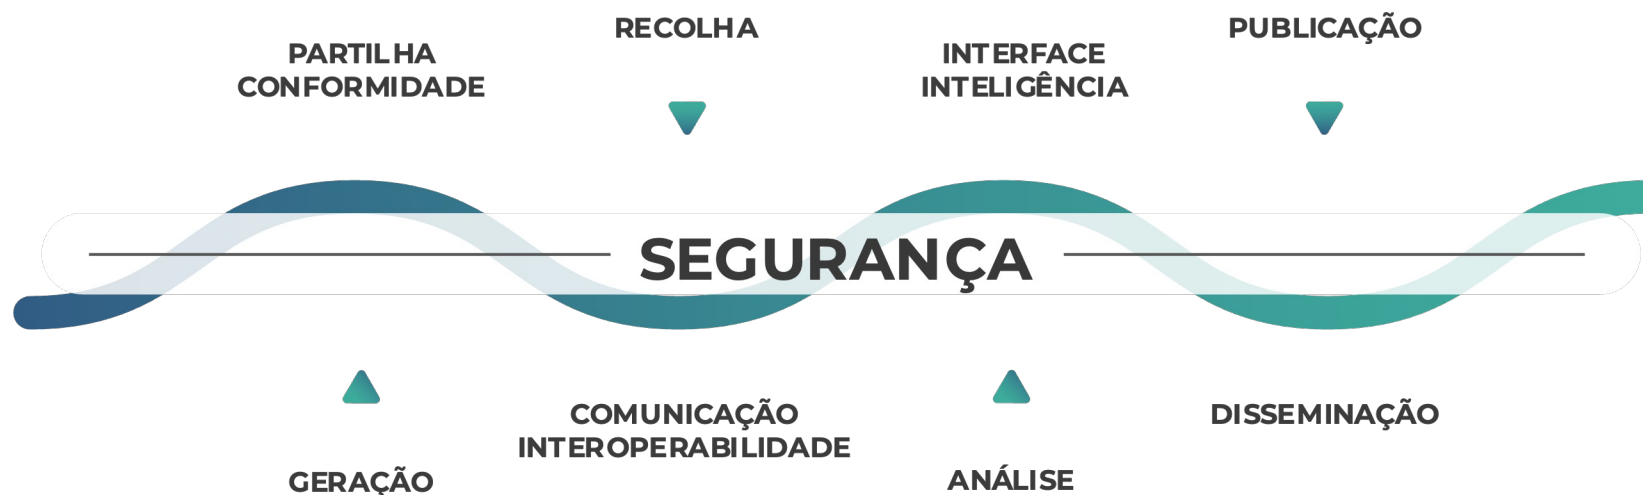 RECOLHA
PUBLICAÇÃO
PARTILHA
CONFORMIDADE
INTERFACE
INTELIGÊNCIA
SEGURANÇA
COMUNICAÇÃO
INTEROPERABILIDADE
DISSEMINAÇÃO
GERAÇÃO
ANÁLISE